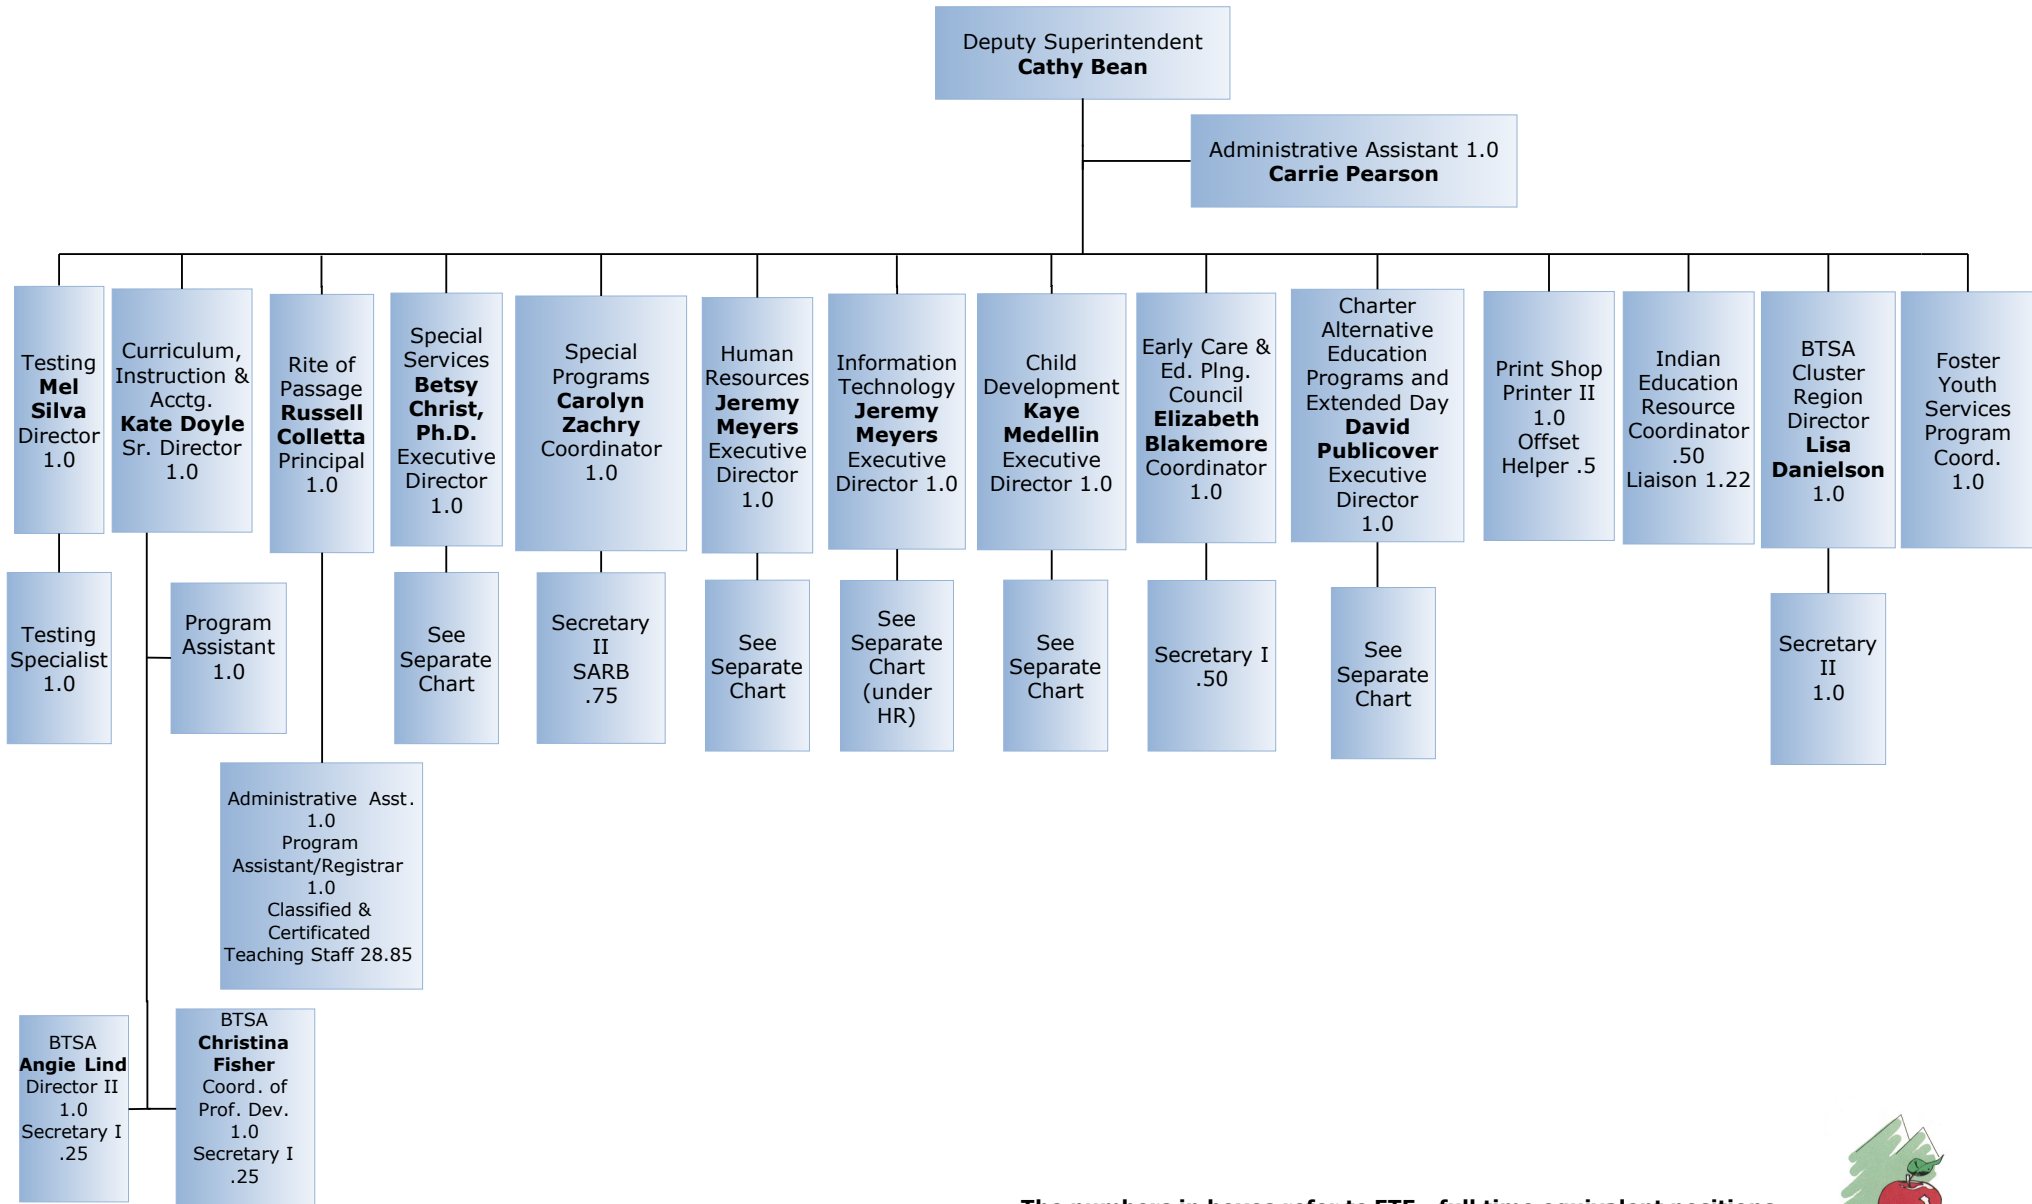 Deputy Superintendent
Cathy Bean
Administrative Assistant 1.0
Carrie Pearson
Testing
Mel
Silva
Director
1.0
Curriculum,
Instruction &
Acctg.
Kate Doyle
Sr. Director
1.0
Rite of
Passage
Russell
Colletta
Principal
1.0
Special
Services
Betsy
Christ,
Ph.D.
Executive
Director
1.0
Special
Programs
Carolyn
Zachry
Coordinator
1.0
Human
Resources
Jeremy
Meyers
Executive
Director
1.0
Information
Technology
Jeremy
Meyers
Executive
Director 1.0
Child
Development
Kaye
Medellin
Executive
Director 1.0
Early Care &
Ed. Plng.
Council
Elizabeth
Blakemore
Coordinator
1.0
Charter
Alternative
Education
Programs and
Extended Day
David
Publicover
Executive
Director
1.0
Print Shop
Printer II
1.0
Offset
Helper .5
Indian
Education
Resource
Coordinator
.50
Liaison 1.22
BTSA
Cluster
Region
Director
Lisa
Danielson
1.0
Foster
Youth
Services
Program
Coord.
1.0
Testing
Specialist
1.0
Program
Assistant
1.0
See
Separate
Chart
Secretary
II
SARB
.75
See
Separate
Chart
See
Separate
Chart
(under
HR)
See
Separate
Chart
Secretary I
.50
See
Separate
Chart
Secretary
II
1.0
Administrative Asst.
1.0
Program
Assistant/Registrar
1.0
Classified &
Certificated
Teaching Staff 28.85
BTSA
Angie Lind
Director II
1.0
Secretary I
.25
BTSA
Christina
Fisher
Coord. of
Prof. Dev.
1.0
Secretary I
.25